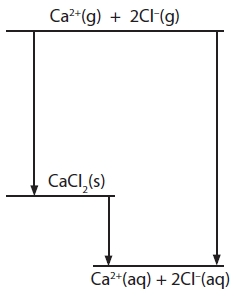 Ca²⁺(g) + 2Cl⁻(g)
CaCl₂(s)
Ca²⁺(aq) + 2Cl⁻(aq)